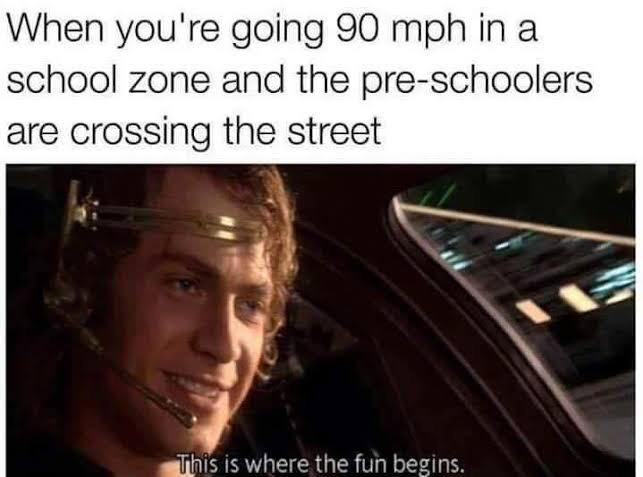 When you're going 90 mph in a
school zone and the pre-schoolers
are crossing the street
This is where the fun begins.